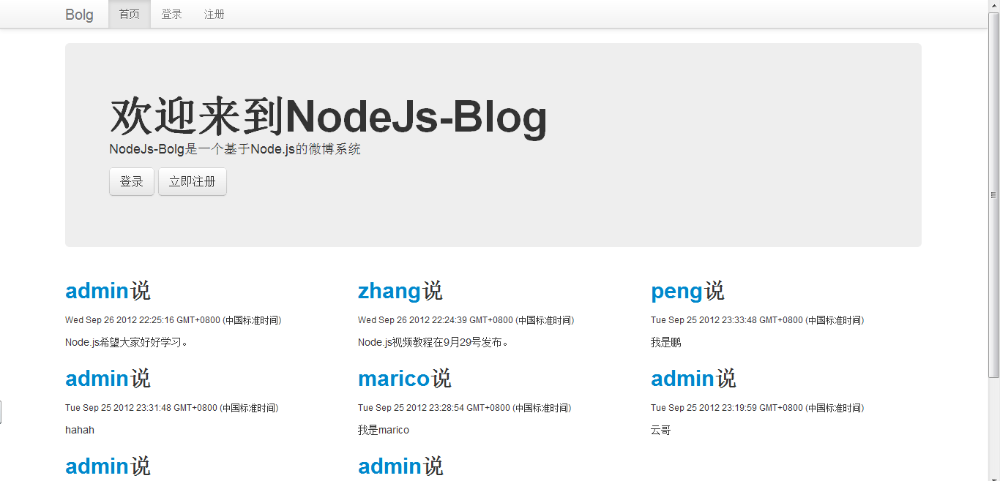 Bolg 首页 登录 注册
欢迎来到NodeJs-Blog
NodeJs-Bolg是一个基于Node.js的微博系统
登录 立即注册
admin说 zhang说 peng说
Wed Sep 26 2012 22:25:16 GMT+0800 (中国标准时间) Wed Sep 26 2012 22:24:39 GMT+0800 (中国标准时间) Tue Sep 25 2012 23:33:48 GMT+0800 (中国标准时间)
Node.js希望大家好好学习。 Node.js视频教程在9月29号发布。 我是鹏
admin说 marico说 admin说
Tue Sep 25 2012 23:31:48 GMT+0800 (中国标准时间) Tue Sep 25 2012 23:28:54 GMT+0800 (中国标准时间) Tue Sep 25 2012 23:19:59 GMT+0800 (中国标准时间)
hahah 我是marico 云哥
admin说 admin说